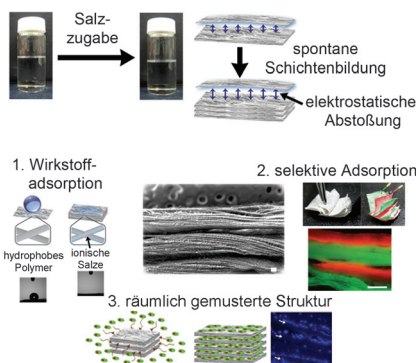 Salz-
zugabe
spontane
Schichtenbildung
elektrostatische
Abstoßung
1. Wirkstoff-
adsorption
hydrophobes
Polymer
ionische
Salze
2. selektive Adsorption
3. räumlich gemusterte Struktur